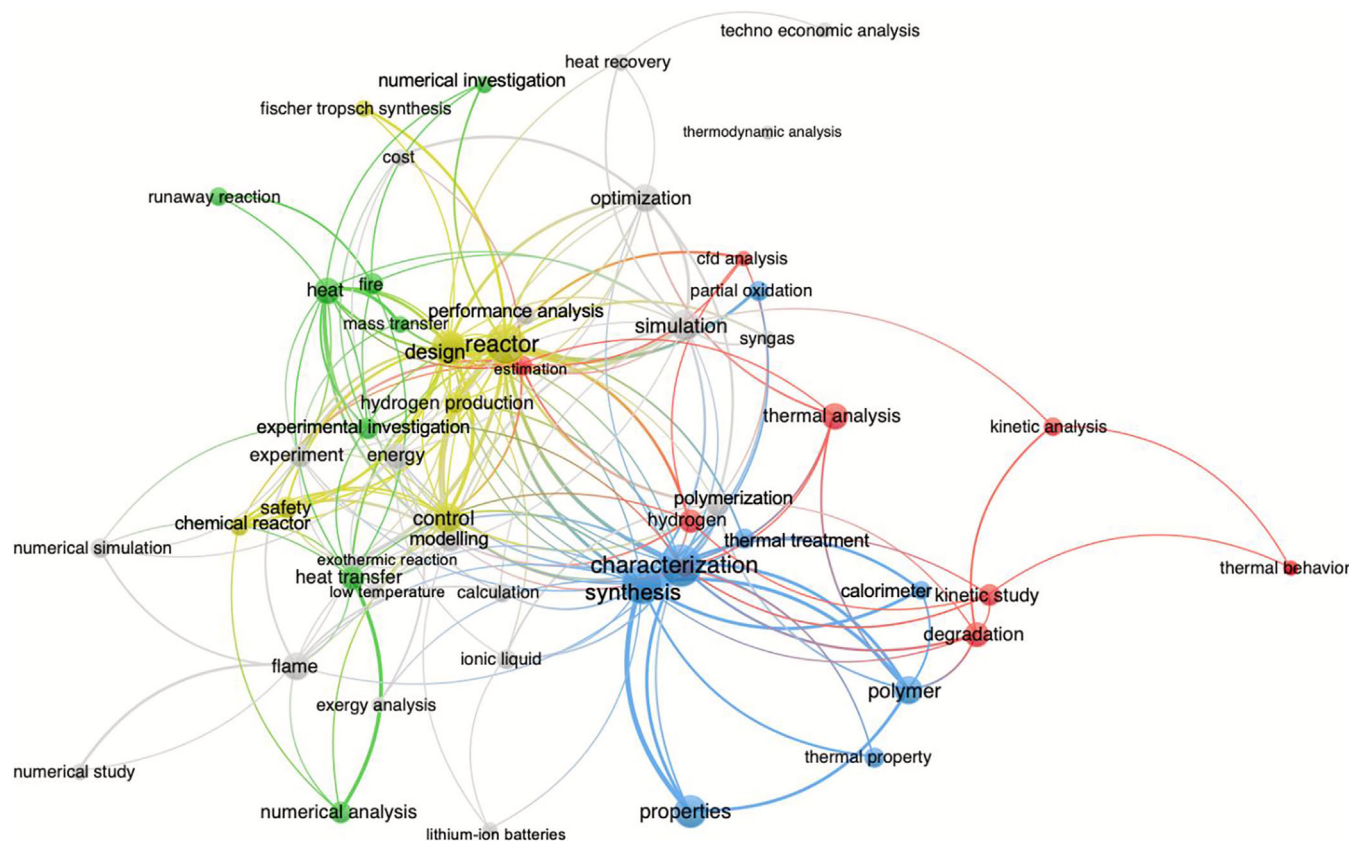 techno economic analysis
heat recovery
numerical investigation
fischer tropsch synthesis
thermodynamic analysis
cost
runaway reaction
optimization
cfd analysis
heat
fire
partial oxidation
performance analysis
mass transfer
simulation
syngas
design
reactor
estimation
hydrogen production
thermal analysis
experimental investigation
kinetic analysis
experiment
energy
polymerization
safety
chemical reactor
control
hydrogen
modelling
thermal treatment
numerical simulation
exothermic reaction
characterization
thermal behavior
heat transfer
low temperature
calculation
synthesis
calorimeter
kinetic study
degradation
flame
ionic liquid
polymer
exergy analysis
thermal property
numerical study
numerical analysis
properties
lithium-ion batteries